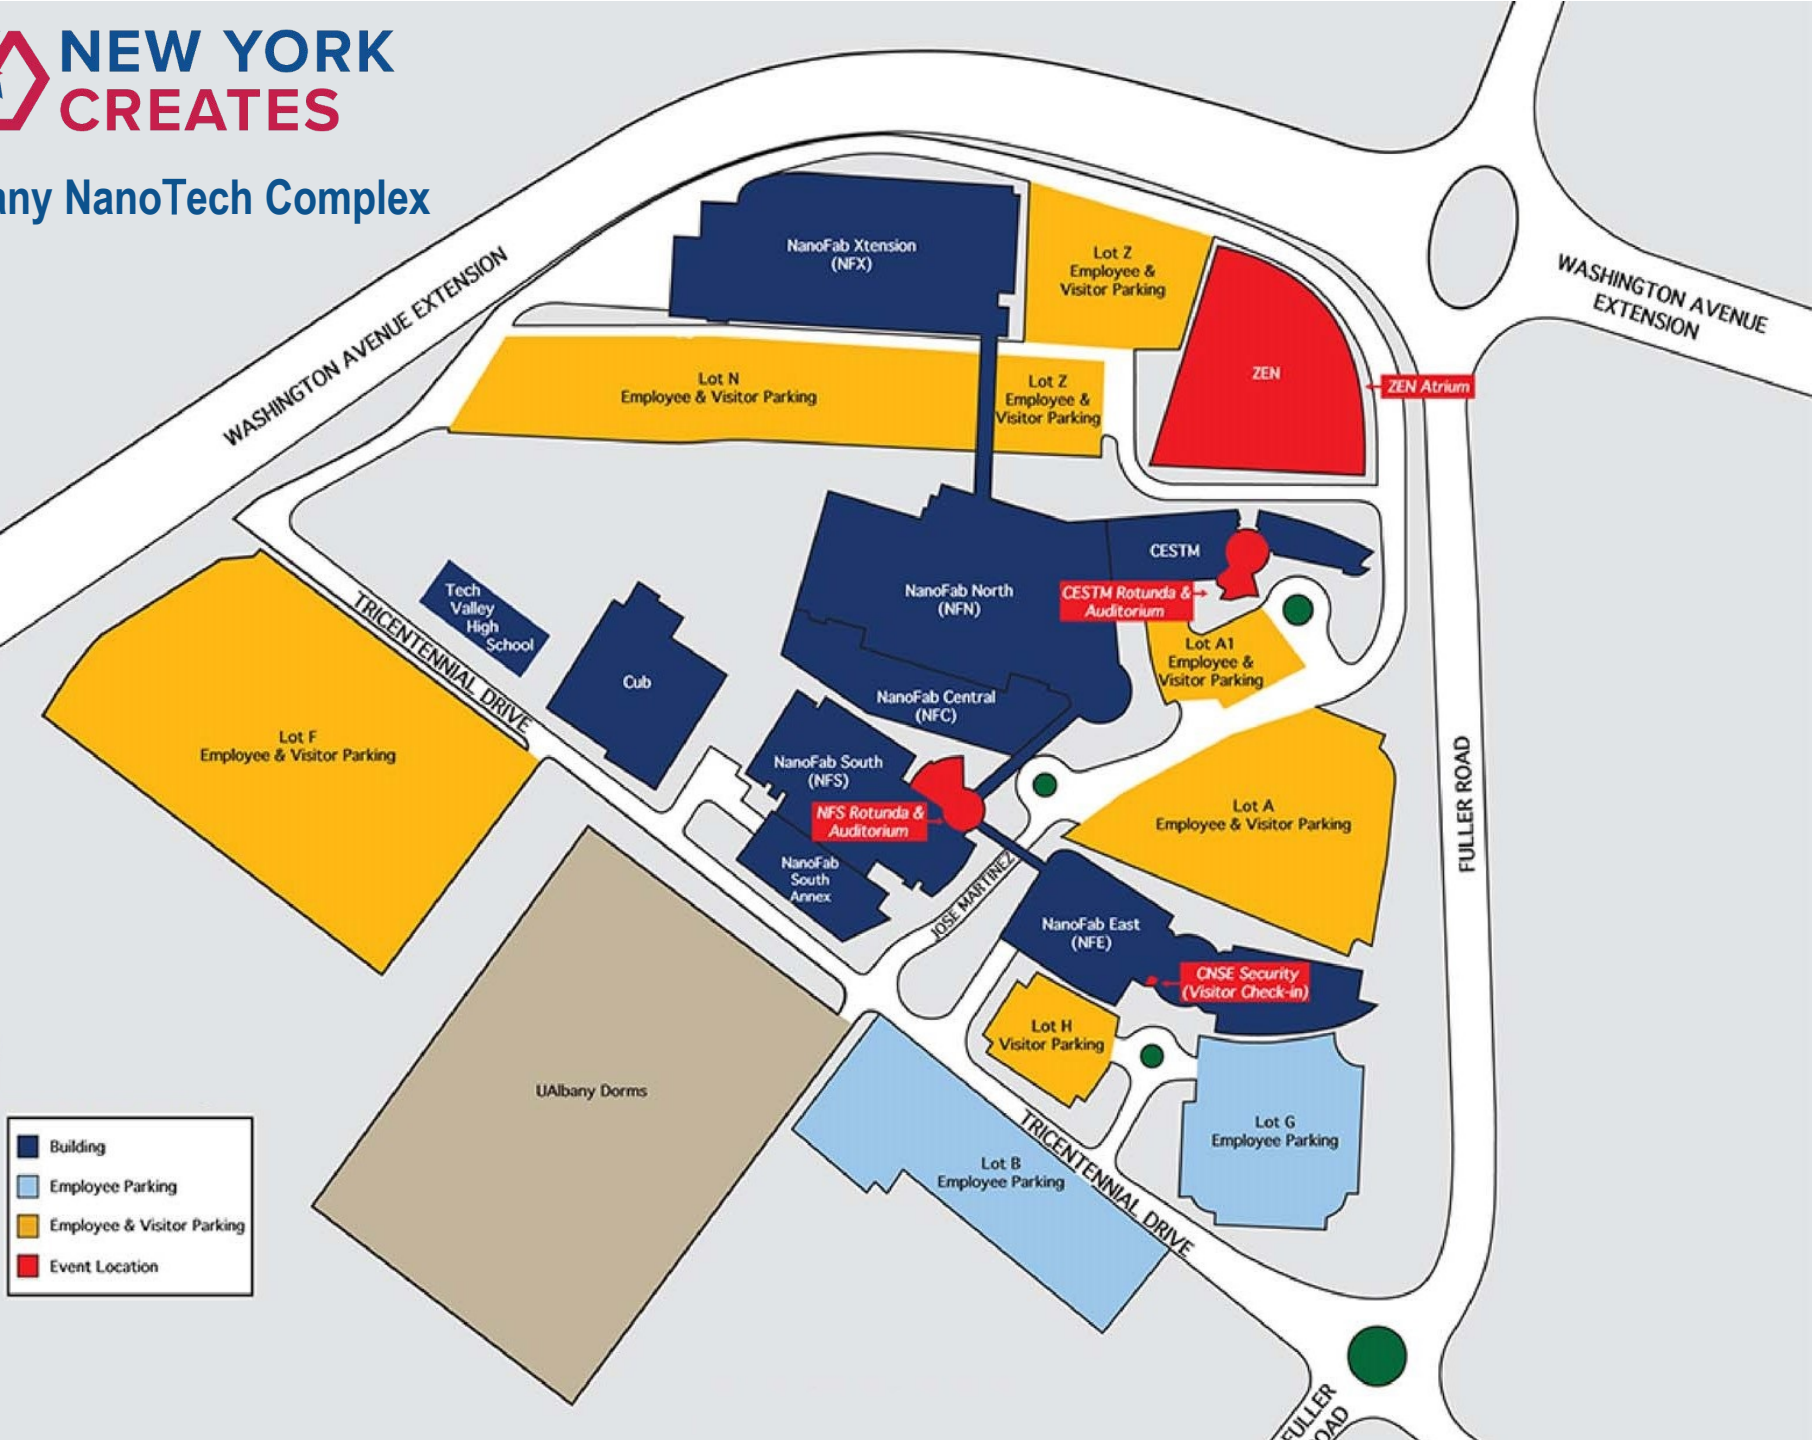 NEW YORK
CREATES
any NanoTech Complex
WASHINGTON AVENUE EXTENSION
WASHINGTON AVENUE
EXTENSION
NanoFab Xtension
(NFX)
Lot Z
Employee &
Visitor Parking
ZEN
ZEN Atrium
Lot N
Employee & Visitor Parking
Lot Z
Employee &
Visitor Parking
CESTM
CESTM Rotunda &
Auditorium
NanoFab North
(NFN)
Tech
Valley
High
School
Cub
TRICENTENNIAL DRIVE
Lot A1
Employee &
Visitor Parking
NanoFab Central
(NFC)
Lot F
Employee & Visitor Parking
NanoFab South
(NFS)
NFS Rotunda &
Auditorium
Lot A
Employee & Visitor Parking
FULLER ROAD
NanoFab
South
Annex
JOSE MARTINEZ
NanoFab East
(NFE)
CNSE Security
(Visitor Check-in)
Lot H
Visitor Parking
UAlbany Dorms
Lot G
Employee Parking
Lot B
Employee Parking
TRICENTENNIAL DRIVE
Building
Employee Parking
Employee & Visitor Parking
Event Location
FULLER
OAD